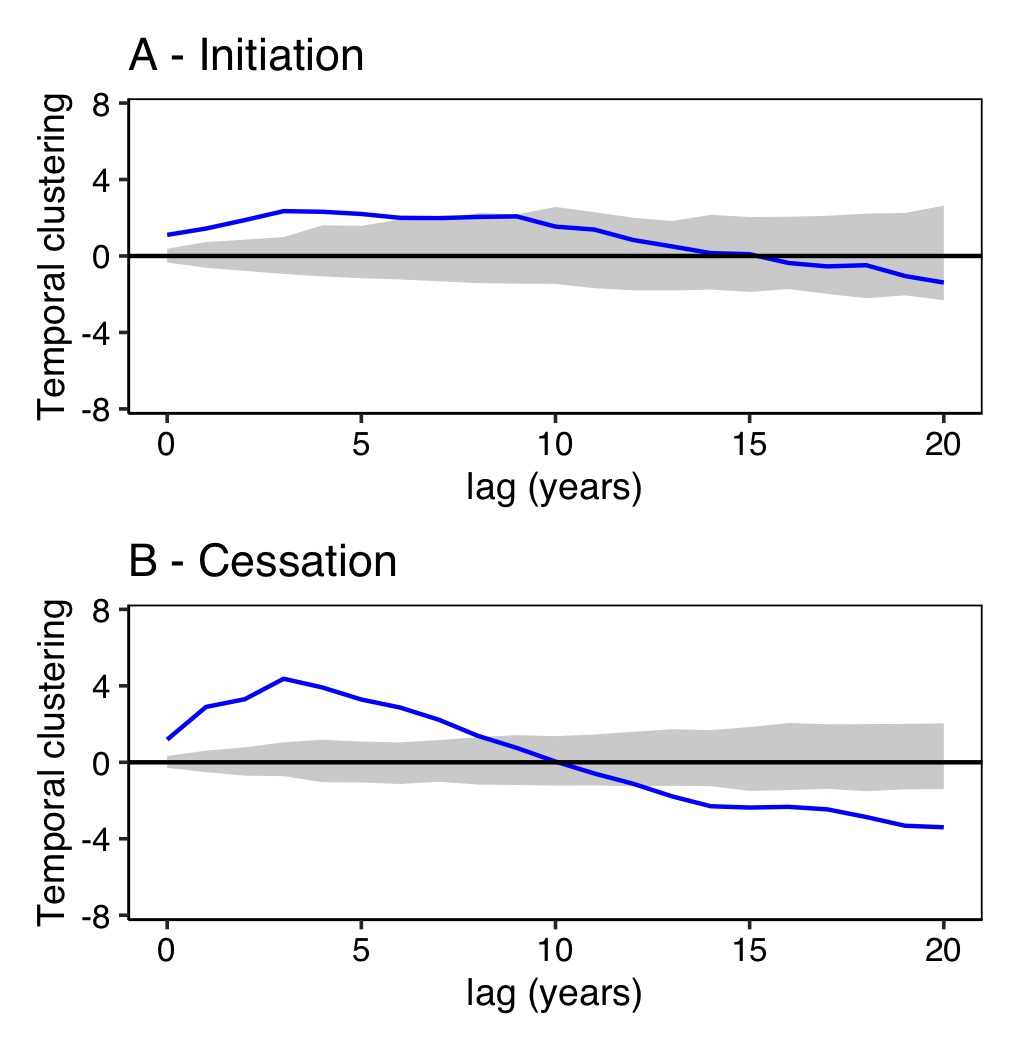 A - Initiation
Temporal clustering
8
4
0
-4
-8
0 5 10 15 20
lag (years)
B - Cessation
Temporal clustering
8
4
0
-4
-8
0 5 10 15 20
lag (years)